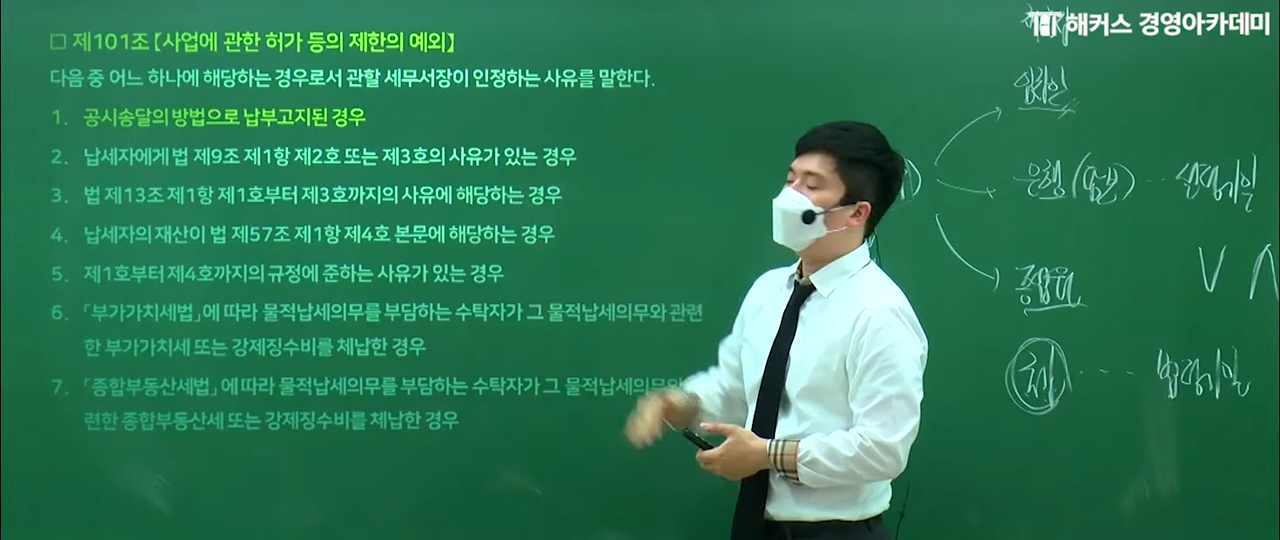 해커스 경영아카데미
□ 제101조【사업에 관한 허가 등의 제한의 예외】
다음 중 어느 하나에 해당하는 경우로서 관할 세무서장이 인정하는 사유를 말한다.
1. 공시송달의 방법으로 납부고지된 경우
2. 납세자에게 법 제9조 제1항 제2호 또는 제3호의 사유가 있는 경우
3. 법 제13조 제1항 제1호부터 제3호까지의 사유에 해당하는 경우
4. 납세자의 재산이 법 제57조 제1항 제4호 본문에 해당하는 경우
5. 제1호부터 제4호까지의 규정에 준하는 사유가 있는 경우
6. 「부가가치세법」에 따라 물적납세의무를 부담하는 수탁자가 그 물적납세의무와 관련
한 부가가치세 또는 강제징수비를 체납한 경우
7. 「종합부동산세법」에 따라 물적납세의무를 부담하는 수탁자가 그 물적납세의무와
련한 종합부동산세 또는 강제징수비를 체납한 경우
은행(담보) ‥ 설정기일
법정기일